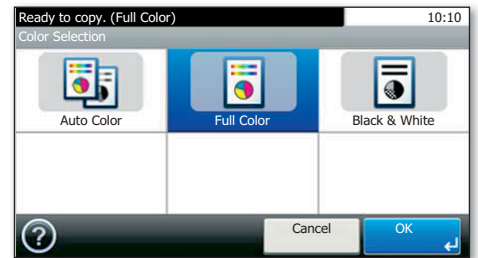 Ready to copy. (Full Color) 10:10
Color Selection
Auto Color Full Color Black & White
? Cancel OK